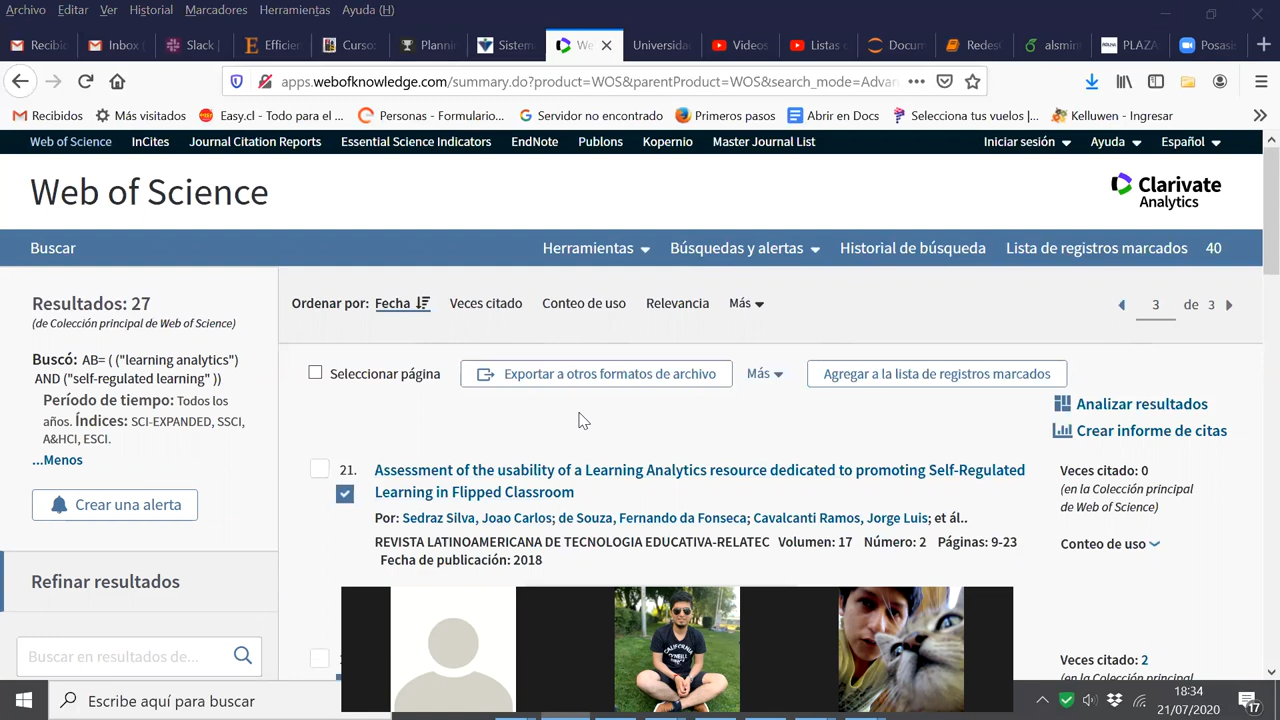 Archivo Editar Ver Historial Marcadores Herramientas Ayuda (H)
Recibic Inbox Slack Efficie Curso: Plannin Sistem We Universida Videos Listas Docum Redes alsmin PLAZA Posasis
apps.webofknowledge.com/summary.do?product=WOS&parentProduct=WOS&search_mode=Advan
Recibidos Más visitados Easy.cl - Todo para el ... Personas - Formulario... Servidor no encontrado Primeros pasos Abrir en Docs Selecciona tus vuelos |... Kelluwen - Ingresar
Web of Science InCites Journal Citation Reports Essential Science Indicators EndNote Publons Kopernio Master Journal List Iniciar sesión Ayuda Español
Web of Science
Clarivate
Analytics
Buscar Herramientas Búsquedas y alertas Historial de búsqueda Lista de registros marcados 40
Resultados: 27
(de Colección principal de Web of Science)
Buscó: AB= ( ("learning analytics")
AND ("self-regulated learning" ))
Período de tiempo: Todos los
años. Índices: SCI-EXPANDED, SSCI,
A&HCI, ESCI.
...Menos
Crear una alerta
Refinar resultados
Buscar en resultados de...
Ordenar por: Fecha Veces citado Conteo de uso Relevancia Más
3 de 3
Seleccionar página Exportar a otros formatos de archivo Más Agregar a la lista de registros marcados
Analizar resultados
Crear informe de citas
21. Assessment of the usability of a Learning Analytics resource dedicated to promoting Self-Regulated
Learning in Flipped Classroom
Por: Sedraz Silva, Joao Carlos; de Souza, Fernando da Fonseca; Cavalcanti Ramos, Jorge Luis; et ál..
REVISTA LATINOAMERICANA DE TECNOLOGIA EDUCATIVA-RELATEC Volumen: 17 Número: 2 Páginas: 9-23
Fecha de publicación: 2018
Veces citado: 0
(en la Colección principal
de Web of Science)
Conteo de uso
Veces citado: 2
(en la Colección principal
Escribe aquí para buscar
18:34
21/07/2020
17